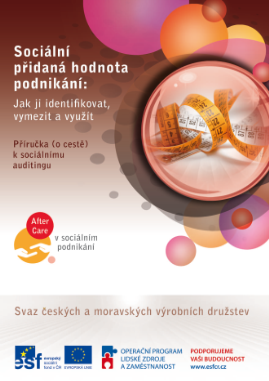 Sociální
přidaná hodnota
podnikání:
Jak ji identifikovat,
vymezit a využít
Příručka (o cestě)
k sociálnímu
auditingu
After
Care
v sociálním
podnikání
Svaz českých a moravských výrobních družstev
esf
evropský
sociální
fond v ČR
EVROPSKÁ UNIE
OPERAČNÍ PROGRAM
LIDSKÉ ZDROJE
A ZAMĚSTNANOST
PODPORUJEME
VAŠI BUDOUCNOST
www.esfcr.cz